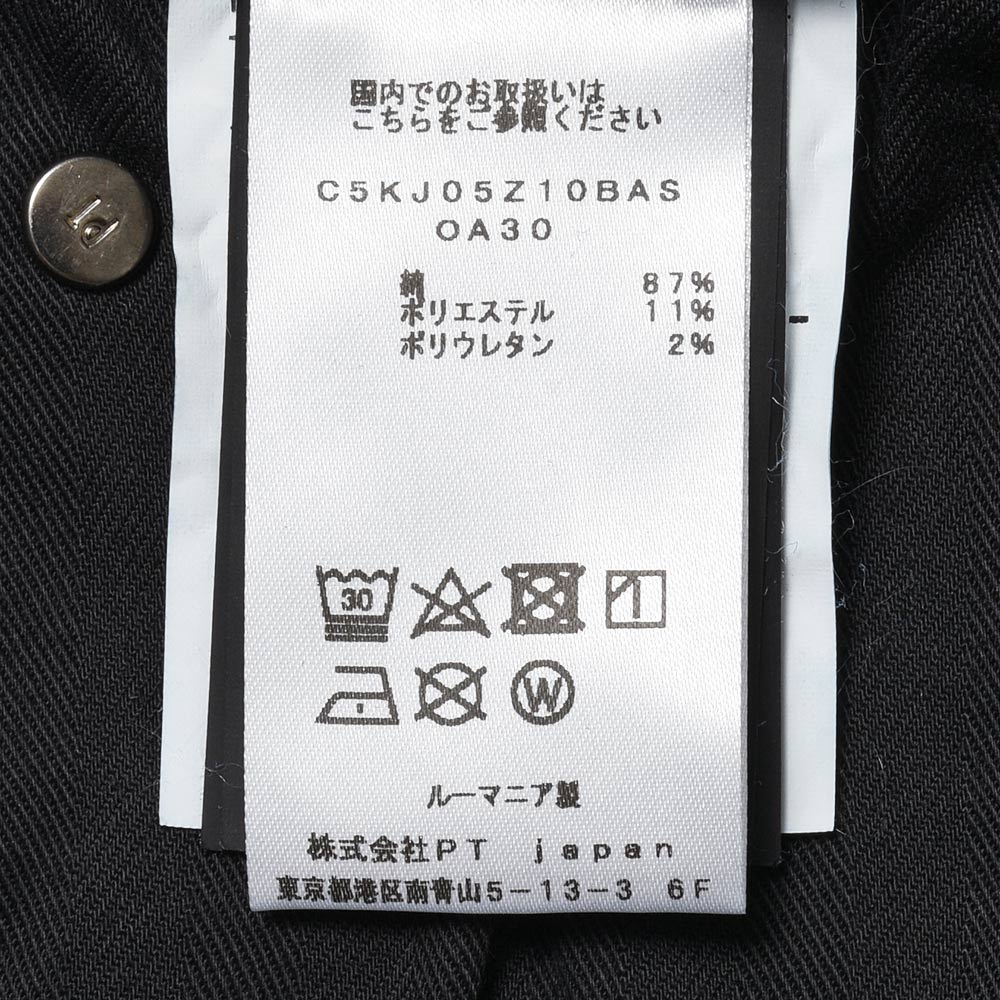 国内でのお取扱いは
こちらをご参照ください
C5KJ05Z10BAS
0A30
綿 87%
ポリエステル 11%
ポリウレタン 2%
30
W
ルーマニア製
株式会社PT japan
東京都港区南青山5-13-3 6F